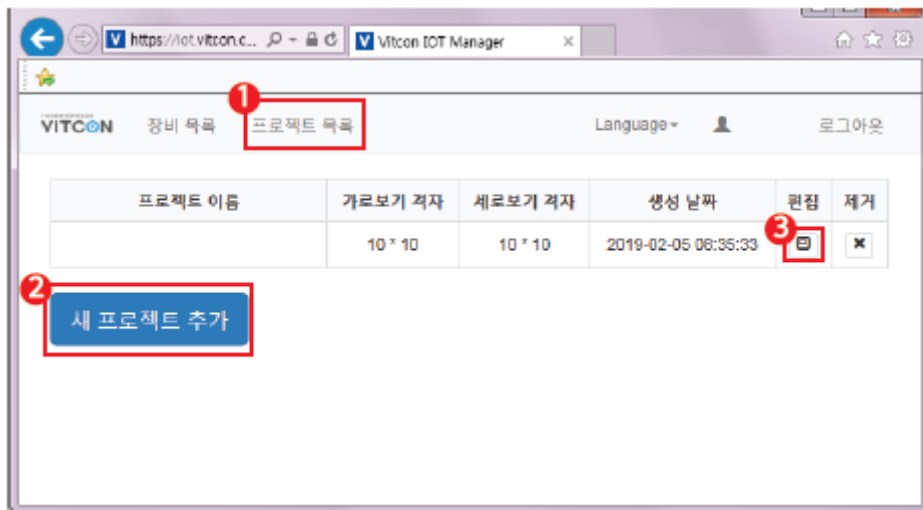 https://iot.vitcon.c... Vitcon IOT Manager
1
VITCON 장비 목록 프로젝트 목록 Language 로그아웃
프로젝트 이름 가로보기 격자 세로보기 격자 생성 날짜 편집 제거
10 * 10 10 * 10 2019-02-05 08:35:33
3
2
새 프로젝트 추가